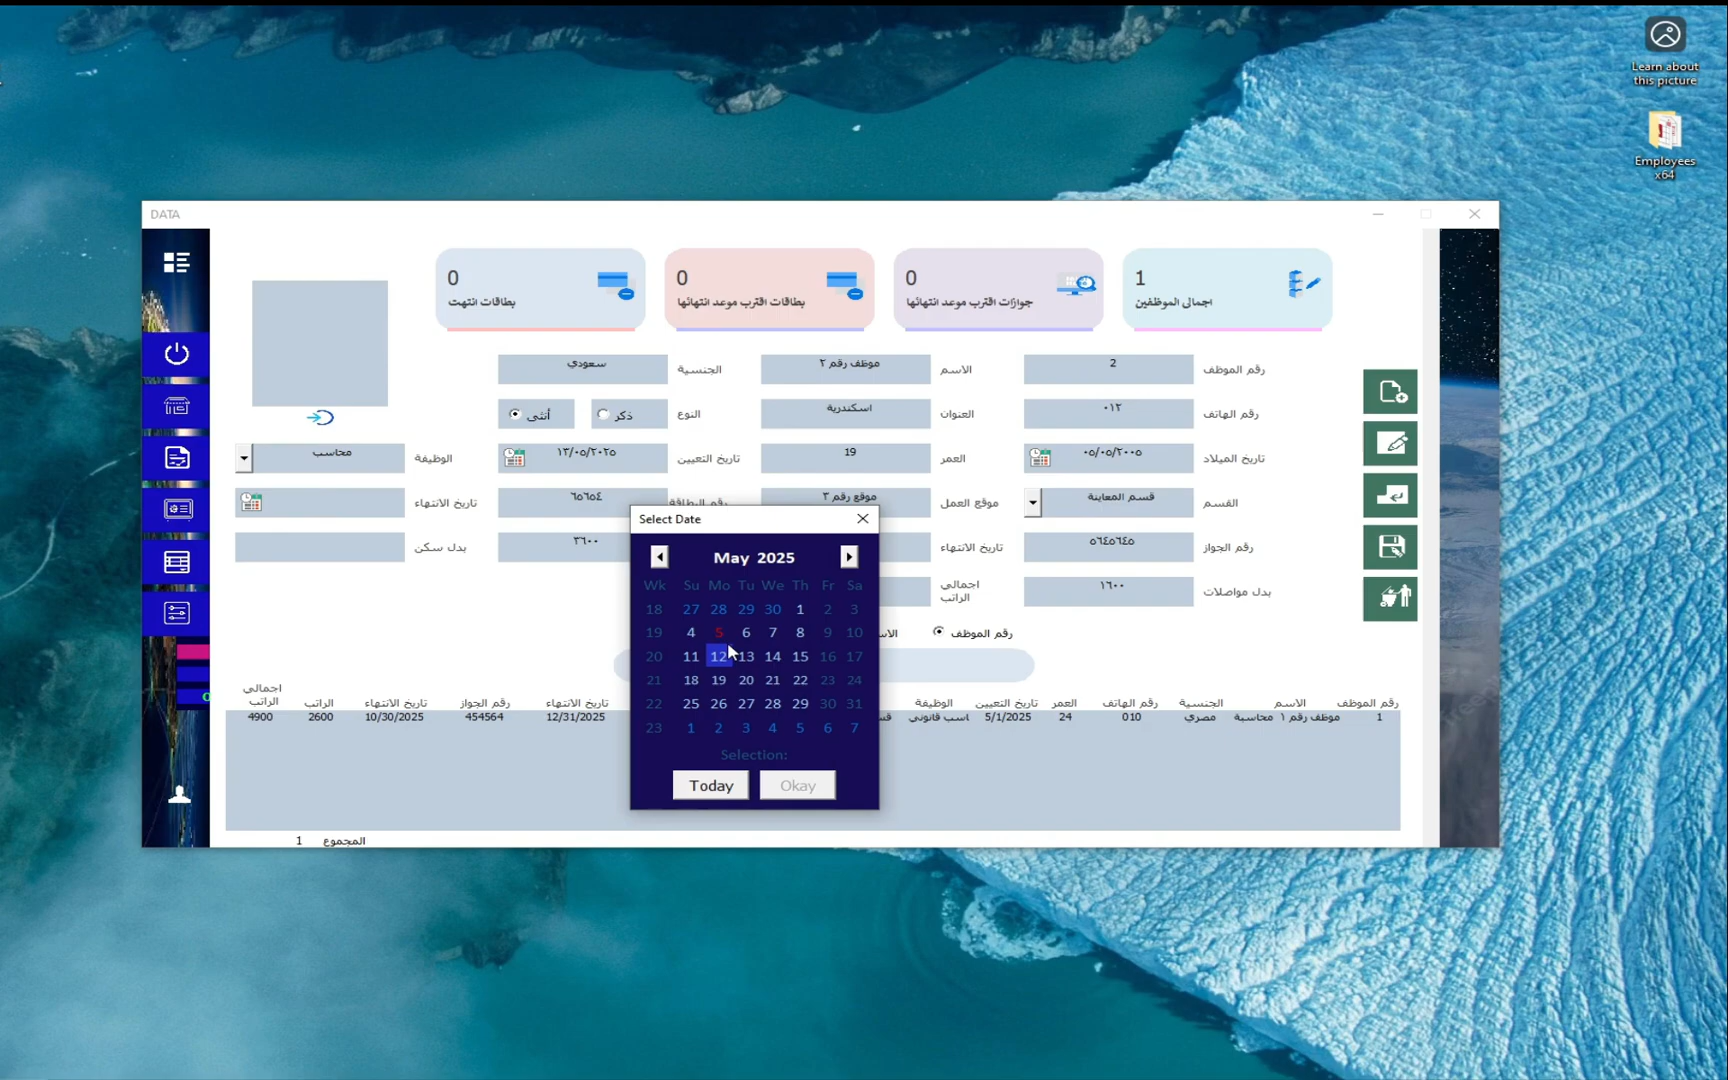 Learn about
this picture
Employees
x64
DATA
1
اجمالى الموظفين
0
جوازات اقترب موعد انتهائها
0
بطاقات اقترب موعد انتهائها
0
بطاقات انتهت
رقم الموظف
2
الاسم
موظف رقم ٢
الجنسية
سعودي
رقم الهاتف
٠١٢
العنوان
اسكندرية
النوع
ذكر
أنثى
تاريخ الميلاد
٠٥/٠٥/٢٠٠٥
العمر
19
تاريخ التعيين
١٣/٠٥/٢٠٢٥
الوظيفة
محاسب
القسم
قسم المعاينة
موقع العمل
موقع رقم ٣
رقم البطاقة
٦٥٦٥٤
تاريخ الانتهاء
رقم الجواز
٥٦٤٥٦٤٥
تاريخ الانتهاء
٣٦٠٠
بدل سكن
بدل مواصلات
١٦٠٠
اجمالى
الراتب
رقم الموظف
الاس
Select Date
May 2025
Wk Su Mo Tu We Th Fr Sa
18 27 28 29 30 1 2 3
19 4 5 6 7 8 9 10
20 11 12 13 14 15 16 17
21 18 19 20 21 22 23 24
22 25 26 27 28 29 30 31
23 1 2 3 4 5 6 7
Selection:
Today
Okay
رقم الموظف الاسم الجنسية رقم الهاتف العمر تاريخ التعيين الوظيفة تاريخ الانتهاء رقم الجواز تاريخ الانتهاء الراتب اجمالى الراتب
1 موظف رقم ١ محاسبة مصري 010 24 5/1/2025 اسب قانوني قس 12/31/2025 454564 10/30/2025 2600 4900
المجموع 1
0